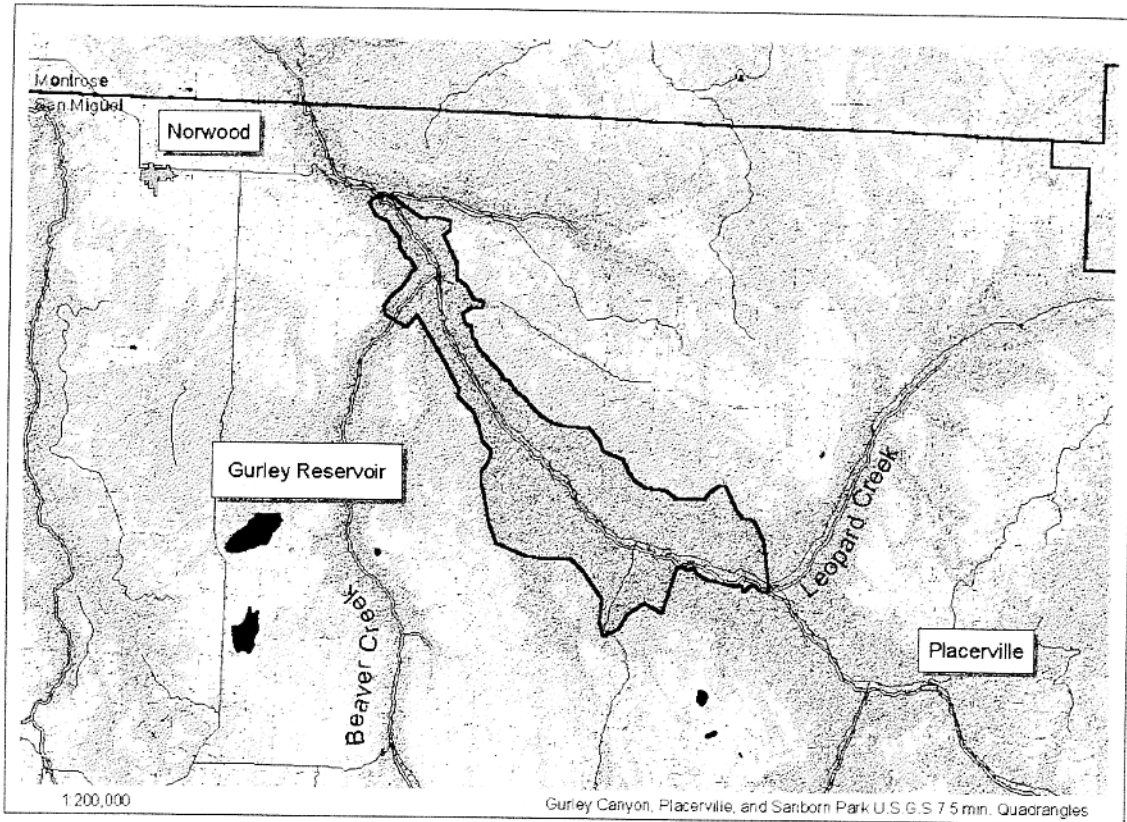 Montrose
San Miguel
Norwood
Gurley Reservoir
Beaver Creek
Leopard Creek
Placerville
1:200,000
Gurley Canyon, Placerville, and Sanborn Park U.S.G.S 7.5 min. Quadrangles